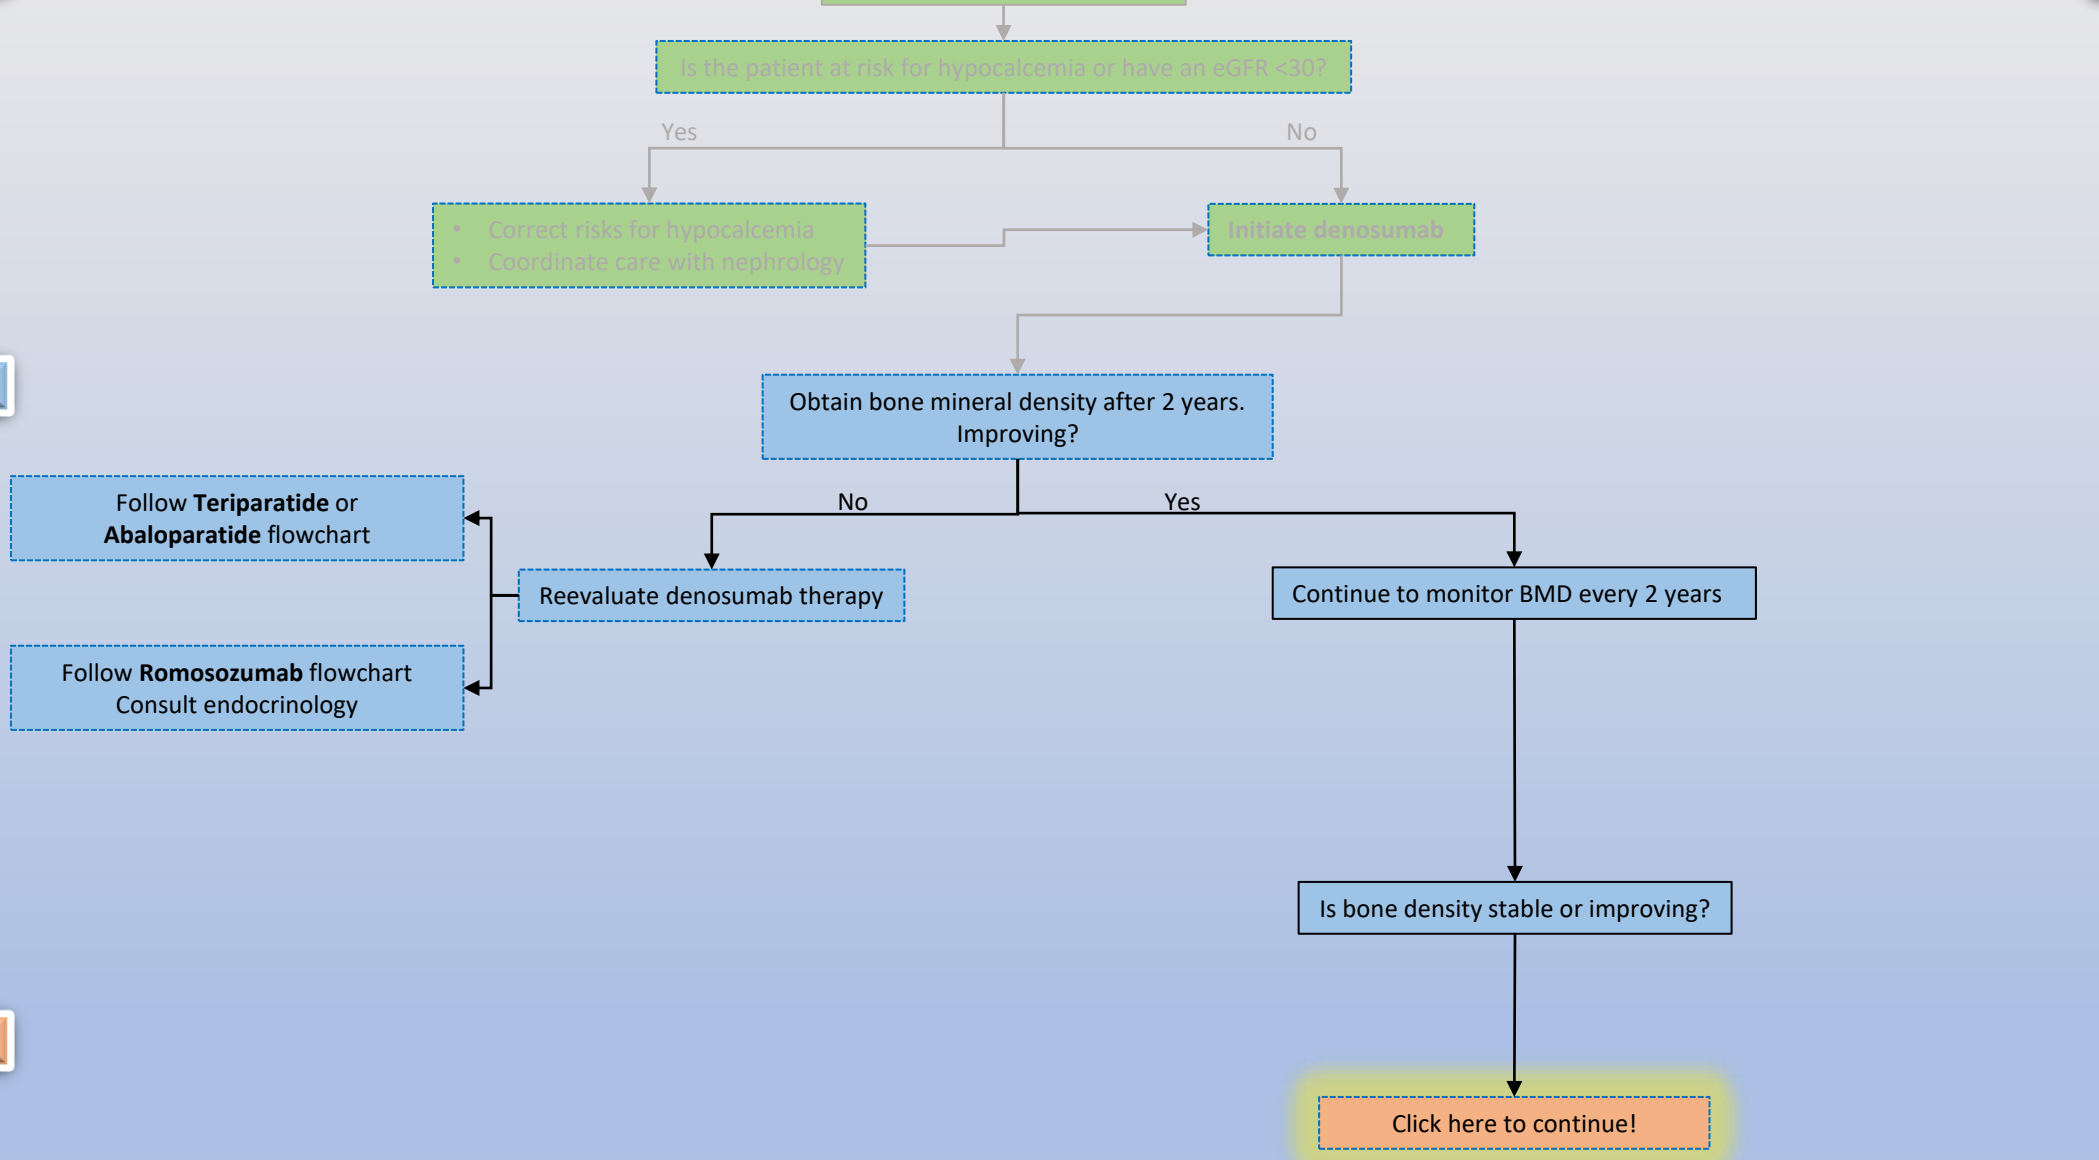 Is the patient at risk for hypocalcemia or have an eGFR <30?
Yes
No
• Correct risks for hypocalcemia
• Coordinate care with nephrology
Initiate denosumab
Obtain bone mineral density after 2 years.
Improving?
No
Yes
Follow Teriparatide or
Abaloparatide flowchart
Reevaluate denosumab therapy
Continue to monitor BMD every 2 years
Follow Romosozumab flowchart
Consult endocrinology
Is bone density stable or improving?
Click here to continue!